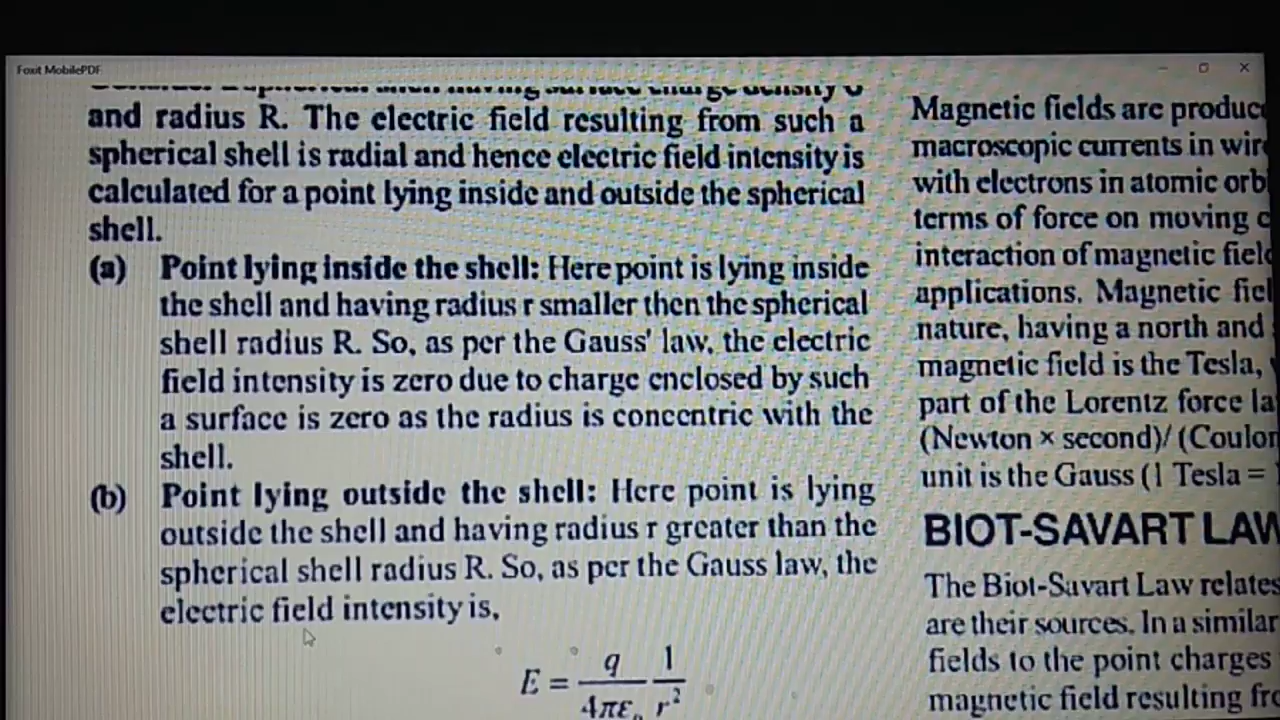 Foxit MobilePDF
and radius R. The electric field resulting from such a
spherical shell is radial and hence electric field intensity is
calculated for a point lying inside and outside the spherical
shell.
(a) Point lying inside the shell: Here point is lying inside
the shell and having radius r smaller then the spherical
shell radius R. So, as per the Gauss' law, the electric
field intensity is zero due to charge enclosed by such
a surface is zero as the radius is concentric with the
shell.
(b) Point lying outside the shell: Here point is lying
outside the shell and having radius r greater than the
spherical shell radius R. So, as per the Gauss law, the
electric field intensity is,
E = q/4πε₀ 1/r²
Magnetic fields are
macroscopic currents in
with electrons in atomic
terms of force on moving
interaction of magnetic
applications. Magnetic
nature, having a north and
magnetic field is the Tesla,
part of the Lorentz force
(Newton × second)/
unit is the Gauss (1 Tesla =
BIOT-SAVART LAW
The Biot-Savart Law relates
are their sources. In a similar
fields to the point charges
magnetic field resulting